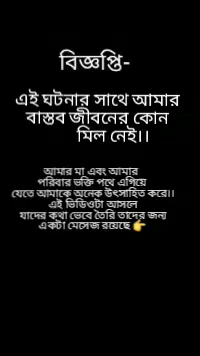 বিজ্ঞপ্তি-
এই ঘটনার সাথে আমার
বাস্তব জীবনের কোন
মিল নেই।।
আমার মা এবং আমার
পরিবার ভক্তি পথে এগিয়ে
যেতে আমাকে অনেক উৎসাহিত করে।।
এই ভিডিওটা আসলে
যাদের কথা ভেবে তৈরি তাদের জন্য
একটা মেসেজ রয়েছে 👉